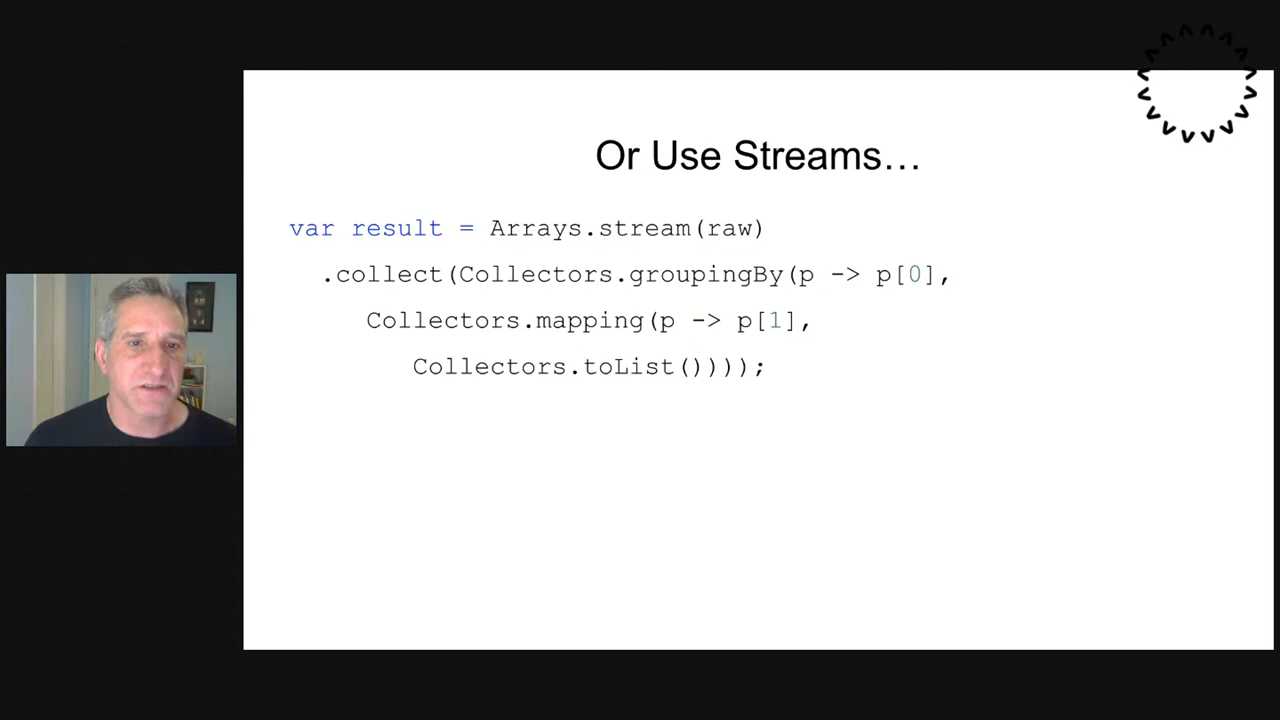 Or Use Streams…
var result = Arrays.stream(raw)
.collect(Collectors.groupingBy(p -> p[0],
Collectors.mapping(p -> p[1],
Collectors.toList())));